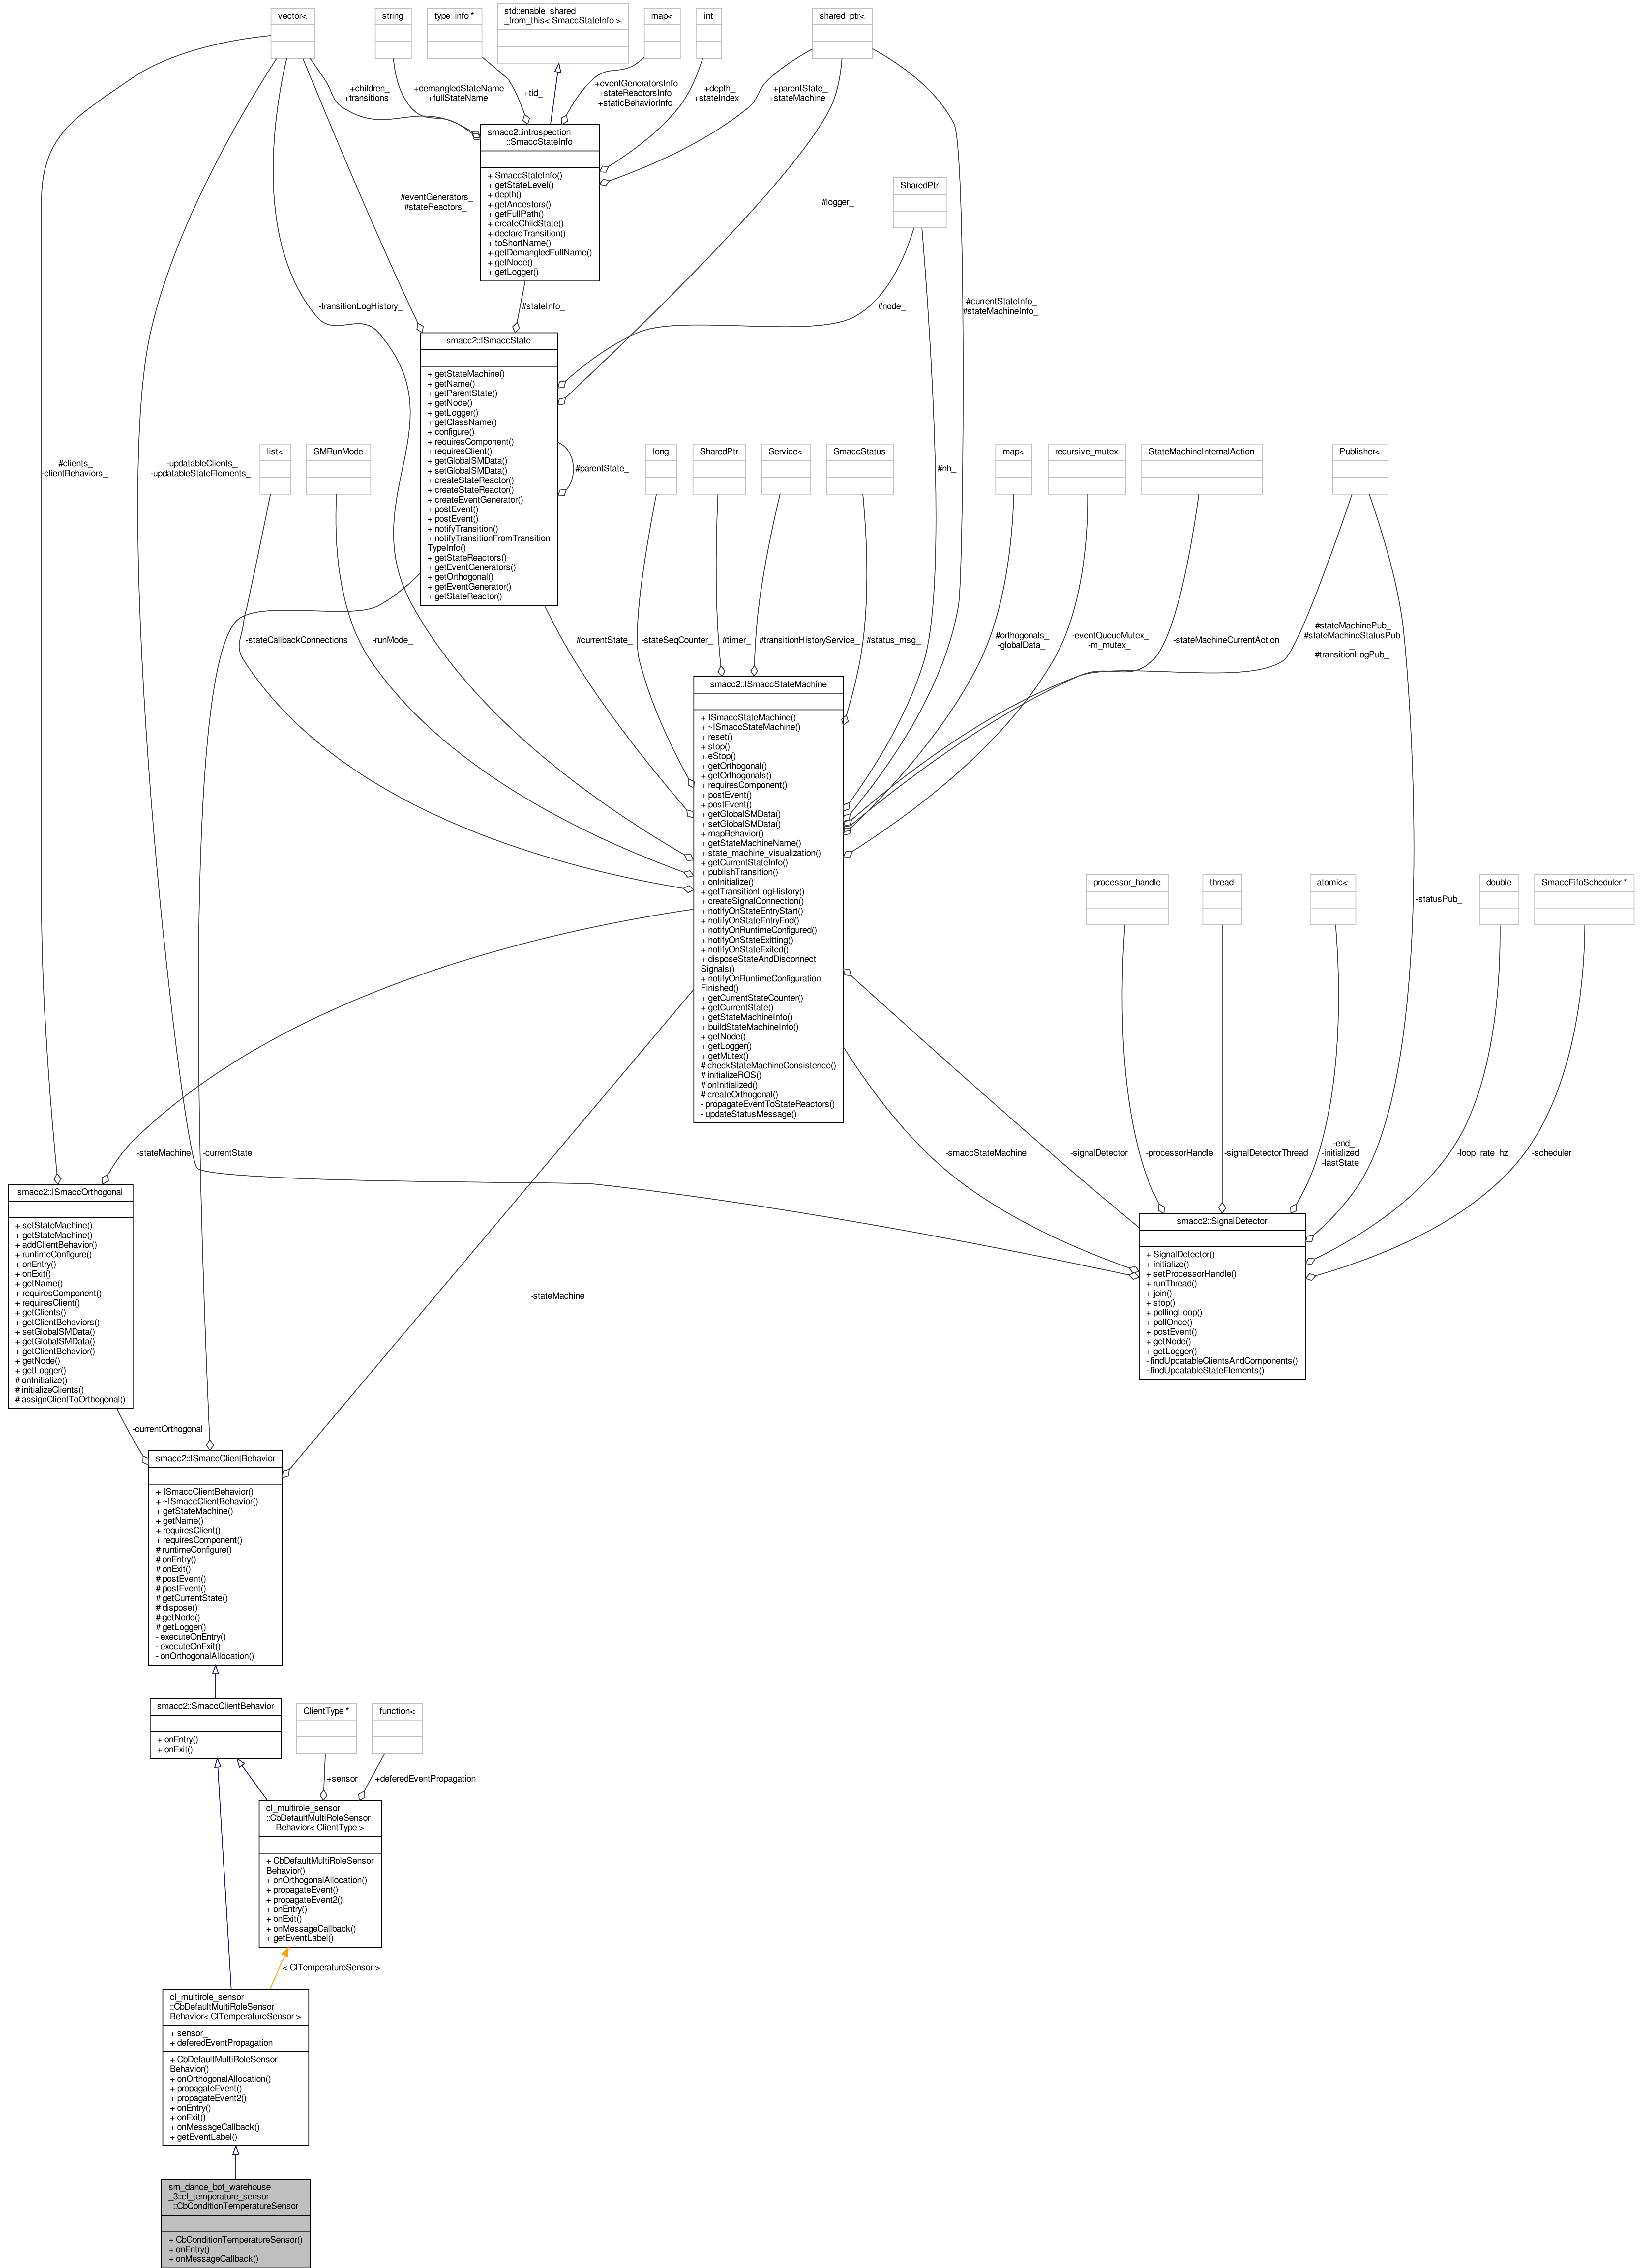 vector<
string
type_info *
std::enable_shared
_from_this< SmaccStateInfo >
map<
int
shared_ptr<
+children_
+transitions_
+demangledStateName
+fullStateName
+tid_
+eventGeneratorsInfo
+stateReactorsInfo
+staticBehaviorInfo
+depth_
+stateIndex_
+parentState_
+stateMachine_
smacc2::introspection
::SmaccStateInfo
+ SmaccStateInfo()
+ getStateLevel()
+ depth()
+ getAncestors()
+ getFullPath()
+ createChildState()
+ declareTransition()
+ toShortName()
+ getDemangledFullName()
+ getNode()
+ getLogger()
SharedPtr
#eventGenerators_
#stateReactors_
#logger_
-transitionLogHistory_
#stateInfo_
#node_
#currentStateInfo_
#stateMachineInfo_
smacc2::ISmaccState
+ getStateMachine()
+ getName()
+ getParentState()
+ getNode()
+ getLogger()
+ getClassName()
+ configure()
+ requiresComponent()
+ requiresClient()
+ getGlobalSMData()
+ setGlobalSMData()
+ createStateReactor()
+ createStateReactor()
+ createEventGenerator()
+ postEvent()
+ postEvent()
+ notifyTransition()
+ notifyTransitionFromTransition
TypeInfo()
+ getStateReactors()
+ getEventGenerators()
+ getOrthogonal()
+ getEventGenerator()
+ getStateReactor()
#parentState_
#clients_
-clientBehaviors_
-updatableClients_
-updatableStateElements_
list<
SMRunMode
long
SharedPtr
Service<
SmaccStatus
#nh_
map<
recursive_mutex
StateMachineInternalAction
Publisher<
-stateCallbackConnections
-runMode_
#currentState_
-stateSeqCounter_
#timer_
#transitionHistoryService_
#status_msg_
#orthogonals_
-globalData_
-eventQueueMutex_
-m_mutex_
-stateMachineCurrentAction
#stateMachinePub_
#stateMachineStatusPub
_
#transitionLogPub_
smacc2::ISmaccStateMachine
+ ISmaccStateMachine()
+ ~ISmaccStateMachine()
+ reset()
+ stop()
+ eStop()
+ getOrthogonal()
+ getOrthogonals()
+ requiresComponent()
+ postEvent()
+ postEvent()
+ getGlobalSMData()
+ setGlobalSMData()
+ mapBehavior()
+ getStateMachineName()
+ state_machine_visualization()
+ getCurrentStateInfo()
+ publishTransition()
+ onInitialize()
+ getTransitionLogHistory()
+ createSignalConnection()
+ notifyOnStateEntryStart()
+ notifyOnStateEntryEnd()
+ notifyOnRuntimeConfigured()
+ notifyOnStateExitting()
+ notifyOnStateExited()
+ disposeStateAndDisconnect
Signals()
+ notifyOnRuntimeConfiguration
Finished()
+ getCurrentStateCounter()
+ getCurrentState()
+ getStateMachineInfo()
+ buildStateMachineInfo()
+ getNode()
+ getLogger()
+ getMutex()
# checkStateMachineConsistence()
# initializeROS()
# onInitialized()
# createOrthogonal()
- propagateEventToStateReactors()
- updateStatusMessage()
processor_handle
thread
atomic<
double
SmaccFifoScheduler *
-statusPub_
-stateMachine_
-currentState
-smaccStateMachine_
-signalDetector_
-processorHandle_
-signalDetectorThread_
-end_
-initialized_
-lastState_
-loop_rate_hz
-scheduler_
smacc2::ISmaccOrthogonal
+ setStateMachine()
+ getStateMachine()
+ addClientBehavior()
+ runtimeConfigure()
+ onEntry()
+ onExit()
+ getName()
+ requiresComponent()
+ requiresClient()
+ getClients()
+ getClientBehaviors()
+ setGlobalSMData()
+ getGlobalSMData()
+ getClientBehavior()
+ getNode()
+ getLogger()
# onInitialize()
# initializeClients()
# assignClientToOrthogonal()
smacc2::SignalDetector
+ SignalDetector()
+ initialize()
+ setProcessorHandle()
+ runThread()
+ join()
+ stop()
+ pollingLoop()
+ pollOnce()
+ postEvent()
+ getNode()
+ getLogger()
- findUpdatableClientsAndComponents()
- findUpdatableStateElements()
-stateMachine_
-currentOrthogonal
smacc2::ISmaccClientBehavior
+ ISmaccClientBehavior()
+ ~ISmaccClientBehavior()
+ getStateMachine()
+ getName()
+ requiresClient()
+ requiresComponent()
# runtimeConfigure()
# onEntry()
# onExit()
# postEvent()
# postEvent()
# getCurrentState()
# dispose()
# getNode()
# getLogger()
- executeOnEntry()
- executeOnExit()
- onOrthogonalAllocation()
smacc2::SmaccClientBehavior
+ onEntry()
+ onExit()
ClientType *
function<
+sensor_
+deferedEventPropagation
cl_multirole_sensor
::CbDefaultMultiRoleSensor
Behavior< ClientType >
+ CbDefaultMultiRoleSensor
Behavior()
+ onOrthogonalAllocation()
+ propagateEvent()
+ propagateEvent2()
+ onEntry()
+ onExit()
+ onMessageCallback()
+ getEventLabel()
< ClTemperatureSensor >
cl_multirole_sensor
::CbDefaultMultiRoleSensor
Behavior< ClTemperatureSensor >
+ sensor_
+ deferedEventPropagation
+ CbDefaultMultiRoleSensor
Behavior()
+ onOrthogonalAllocation()
+ propagateEvent()
+ propagateEvent2()
+ onEntry()
+ onExit()
+ onMessageCallback()
+ getEventLabel()
sm_dance_bot_warehouse
_3::cl_temperature_sensor
::CbConditionTemperatureSensor
+ CbConditionTemperatureSensor()
+ onEntry()
+ onMessageCallback()